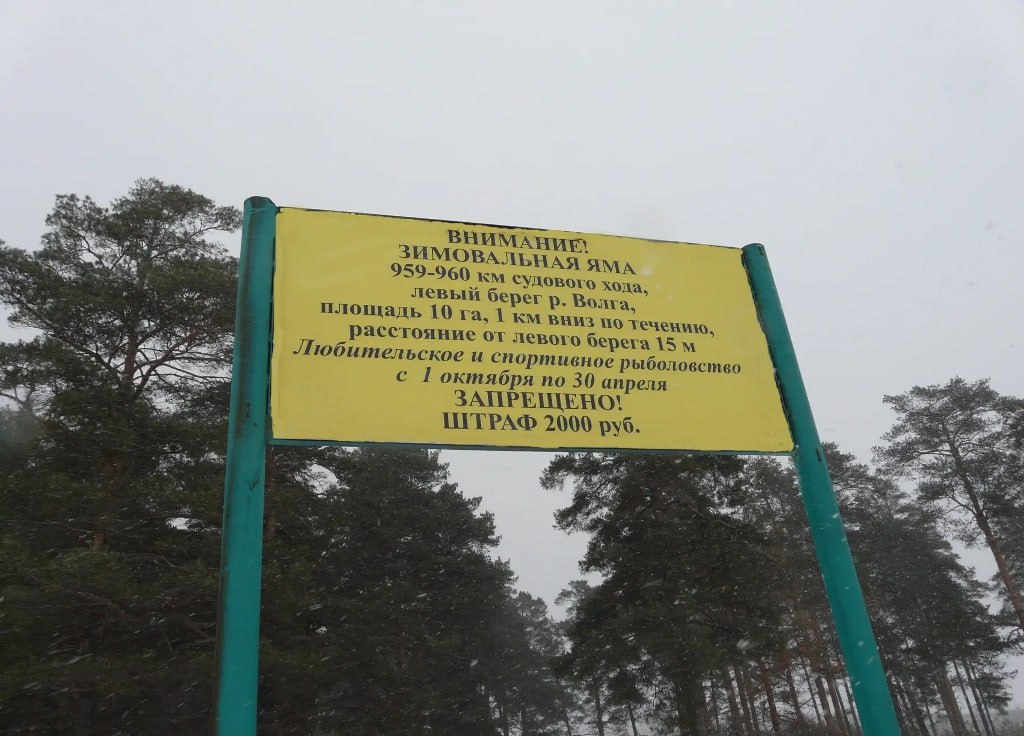 ВНИМАНИЕ!
ЗИМОВАЛЬНАЯ ЯМА
959-960 км судового хода,
левый берег р. Волга,
площадь 10 га, 1 км вниз по течению,
расстояние от левого берега 15 м
Любительское и спортивное рыболовство
с 1 октября по 30 апреля
ЗАПРЕЩЕНО!
ШТРАФ 2000 руб.